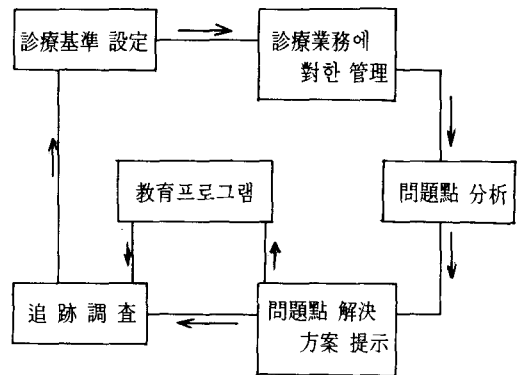 診療基準 設定
診療業務에
對한 管理
教育프로그램
問題點 分析
追 跡 調 査
問題點 解決
方案 提示